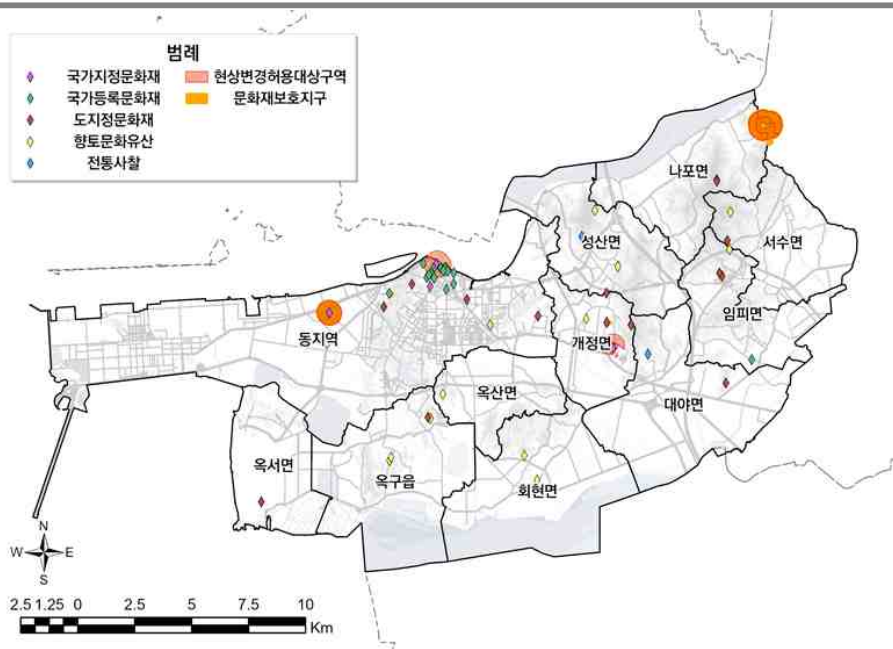 범례
국가지정문화재
현상변경허용대상구역
국가등록문화재
문화재보호지구
도지정문화재
향토문화유산
전통사찰
나포면
성산면
서수면
임피면
동지역
개정면
옥산면
대야면
옥서면
옥구읍
회현면
N
W E
S
2.5 1.25 0 2.5 5 7.5 10
Km